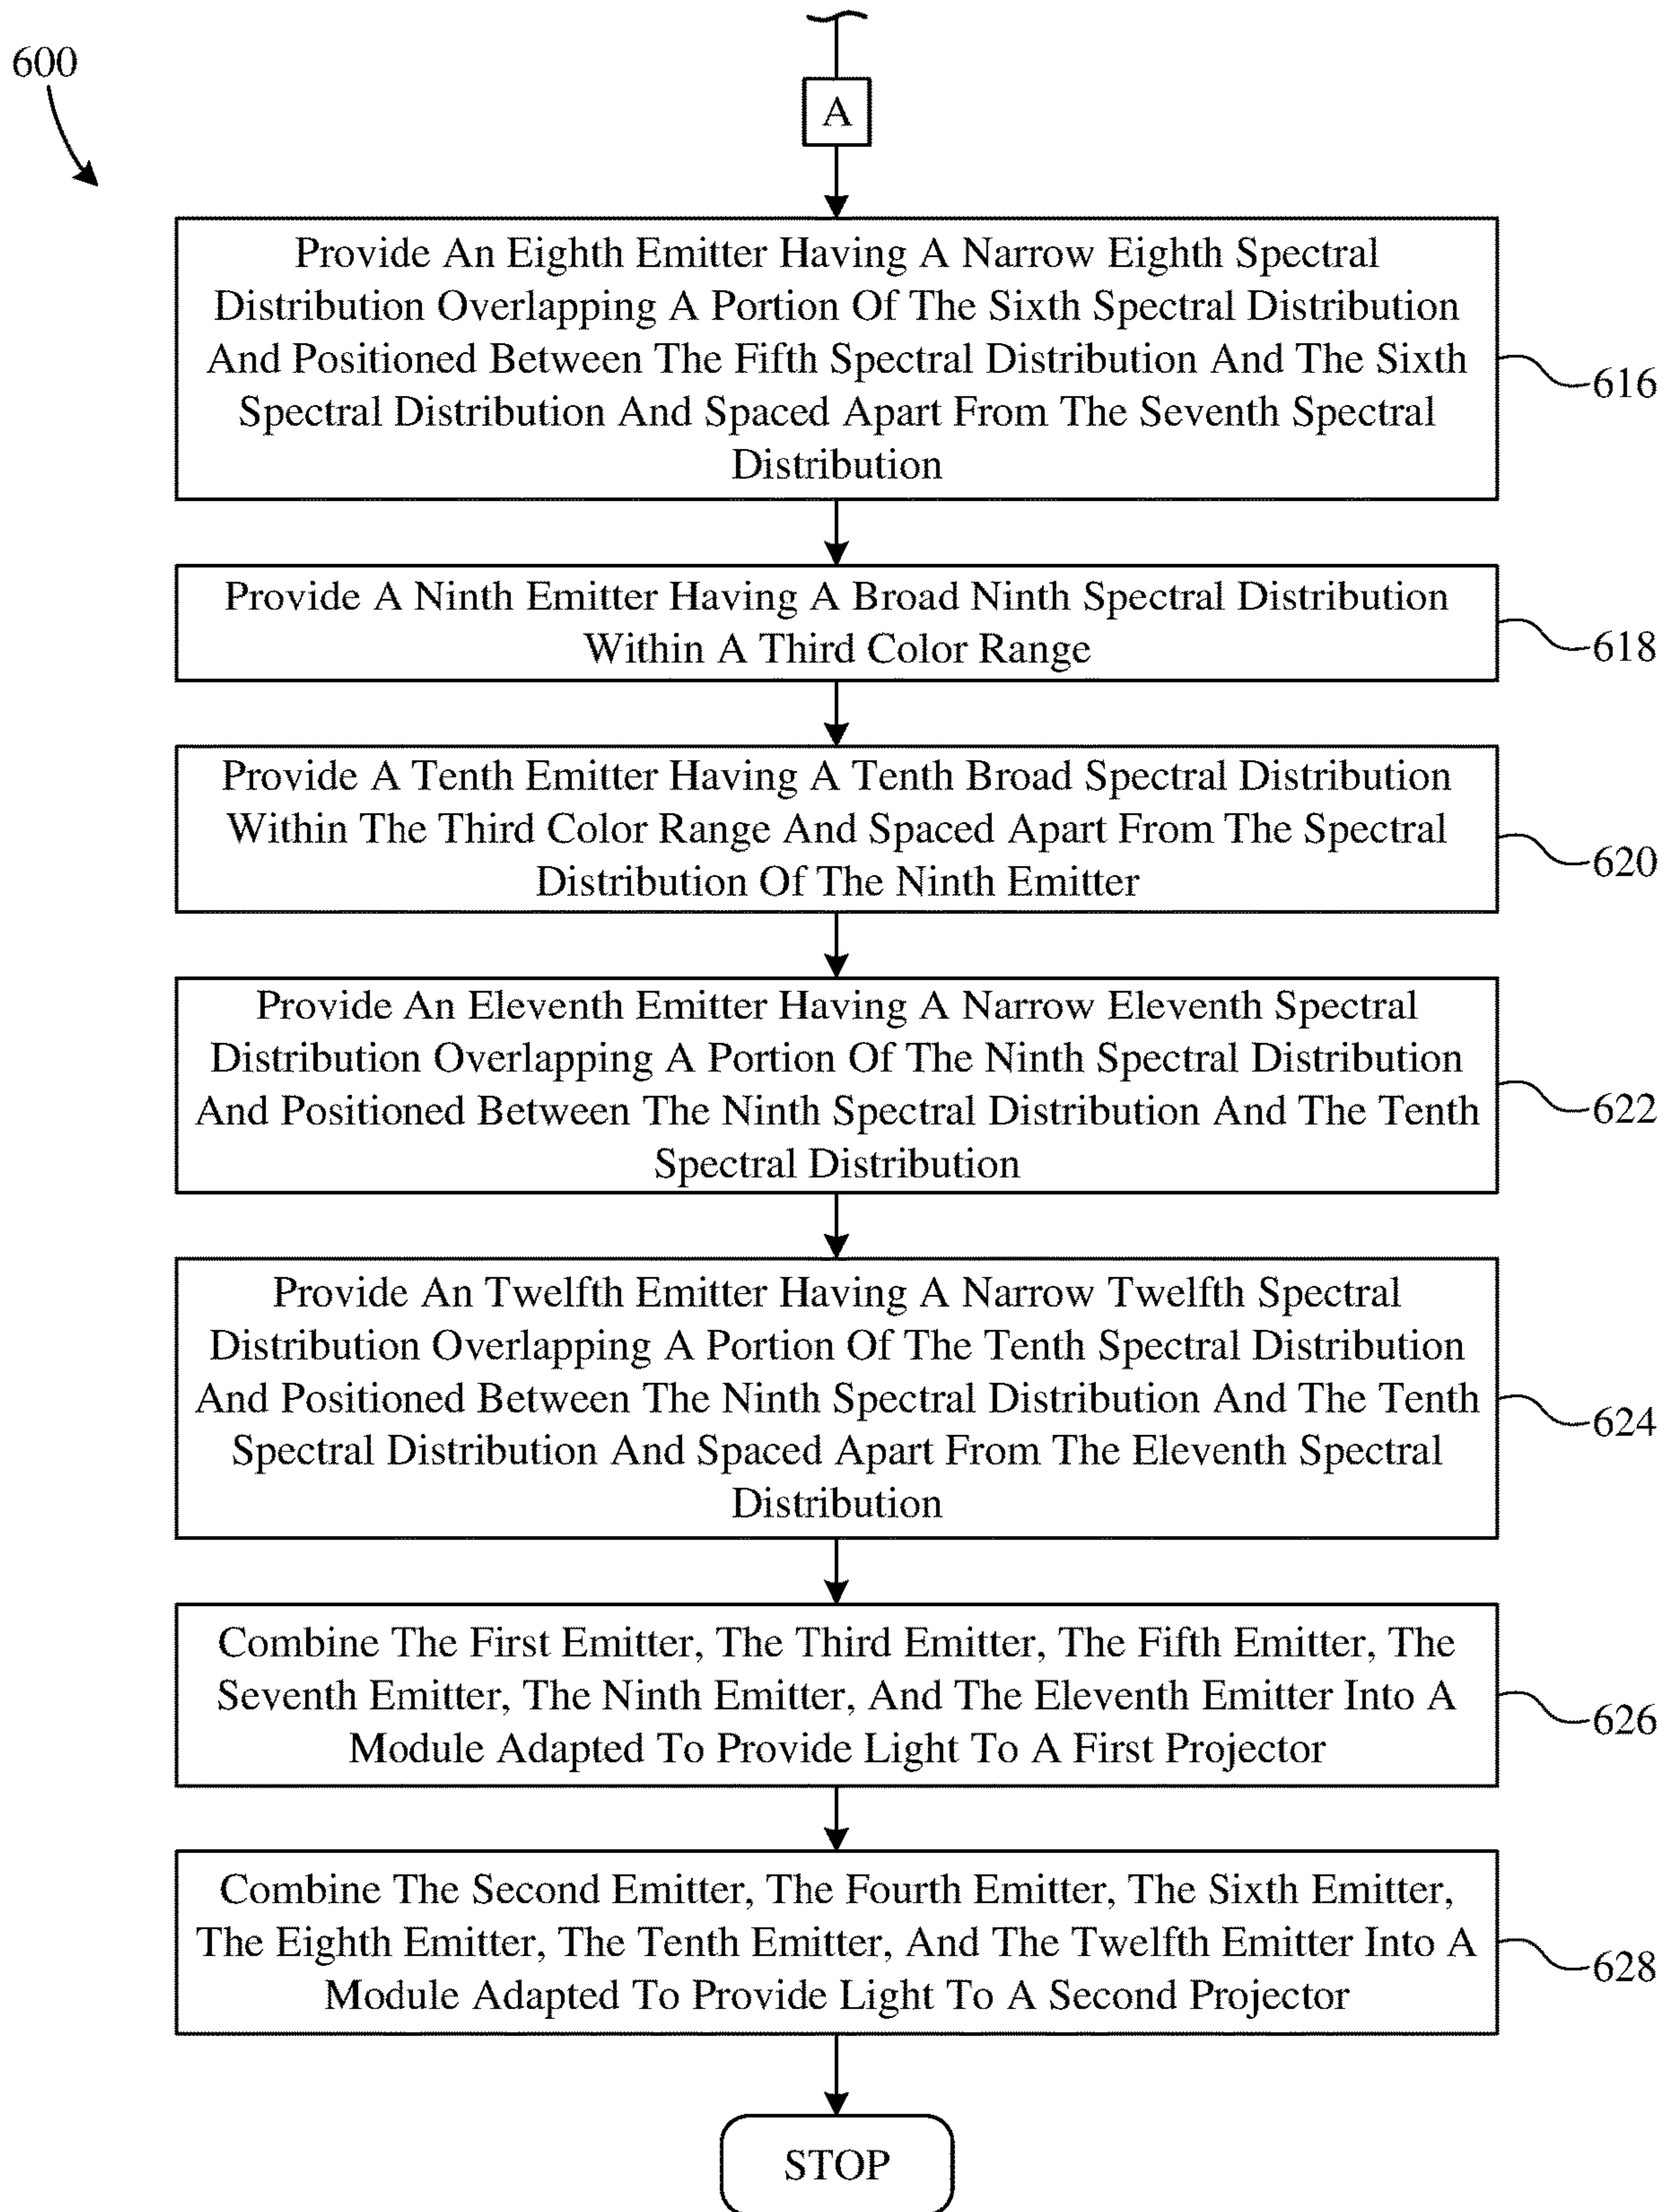 600
A
Provide An Eighth Emitter Having A Narrow Eighth Spectral
Distribution Overlapping A Portion Of The Sixth Spectral Distribution
And Positioned Between The Fifth Spectral Distribution And The Sixth
Spectral Distribution And Spaced Apart From The Seventh Spectral
Distribution
616
Provide A Ninth Emitter Having A Broad Ninth Spectral Distribution
Within A Third Color Range
618
Provide A Tenth Emitter Having A Tenth Broad Spectral Distribution
Within The Third Color Range And Spaced Apart From The Spectral
Distribution Of The Ninth Emitter
620
Provide An Eleventh Emitter Having A Narrow Eleventh Spectral
Distribution Overlapping A Portion Of The Ninth Spectral Distribution
And Positioned Between The Ninth Spectral Distribution And The Tenth
Spectral Distribution
622
Provide An Twelfth Emitter Having A Narrow Twelfth Spectral
Distribution Overlapping A Portion Of The Tenth Spectral Distribution
And Positioned Between The Ninth Spectral Distribution And The Tenth
Spectral Distribution And Spaced Apart From The Eleventh Spectral
Distribution
624
Combine The First Emitter, The Third Emitter, The Fifth Emitter, The
Seventh Emitter, The Ninth Emitter, And The Eleventh Emitter Into A
Module Adapted To Provide Light To A First Projector
626
Combine The Second Emitter, The Fourth Emitter, The Sixth Emitter,
The Eighth Emitter, The Tenth Emitter, And The Twelfth Emitter Into A
Module Adapted To Provide Light To A Second Projector
628
STOP